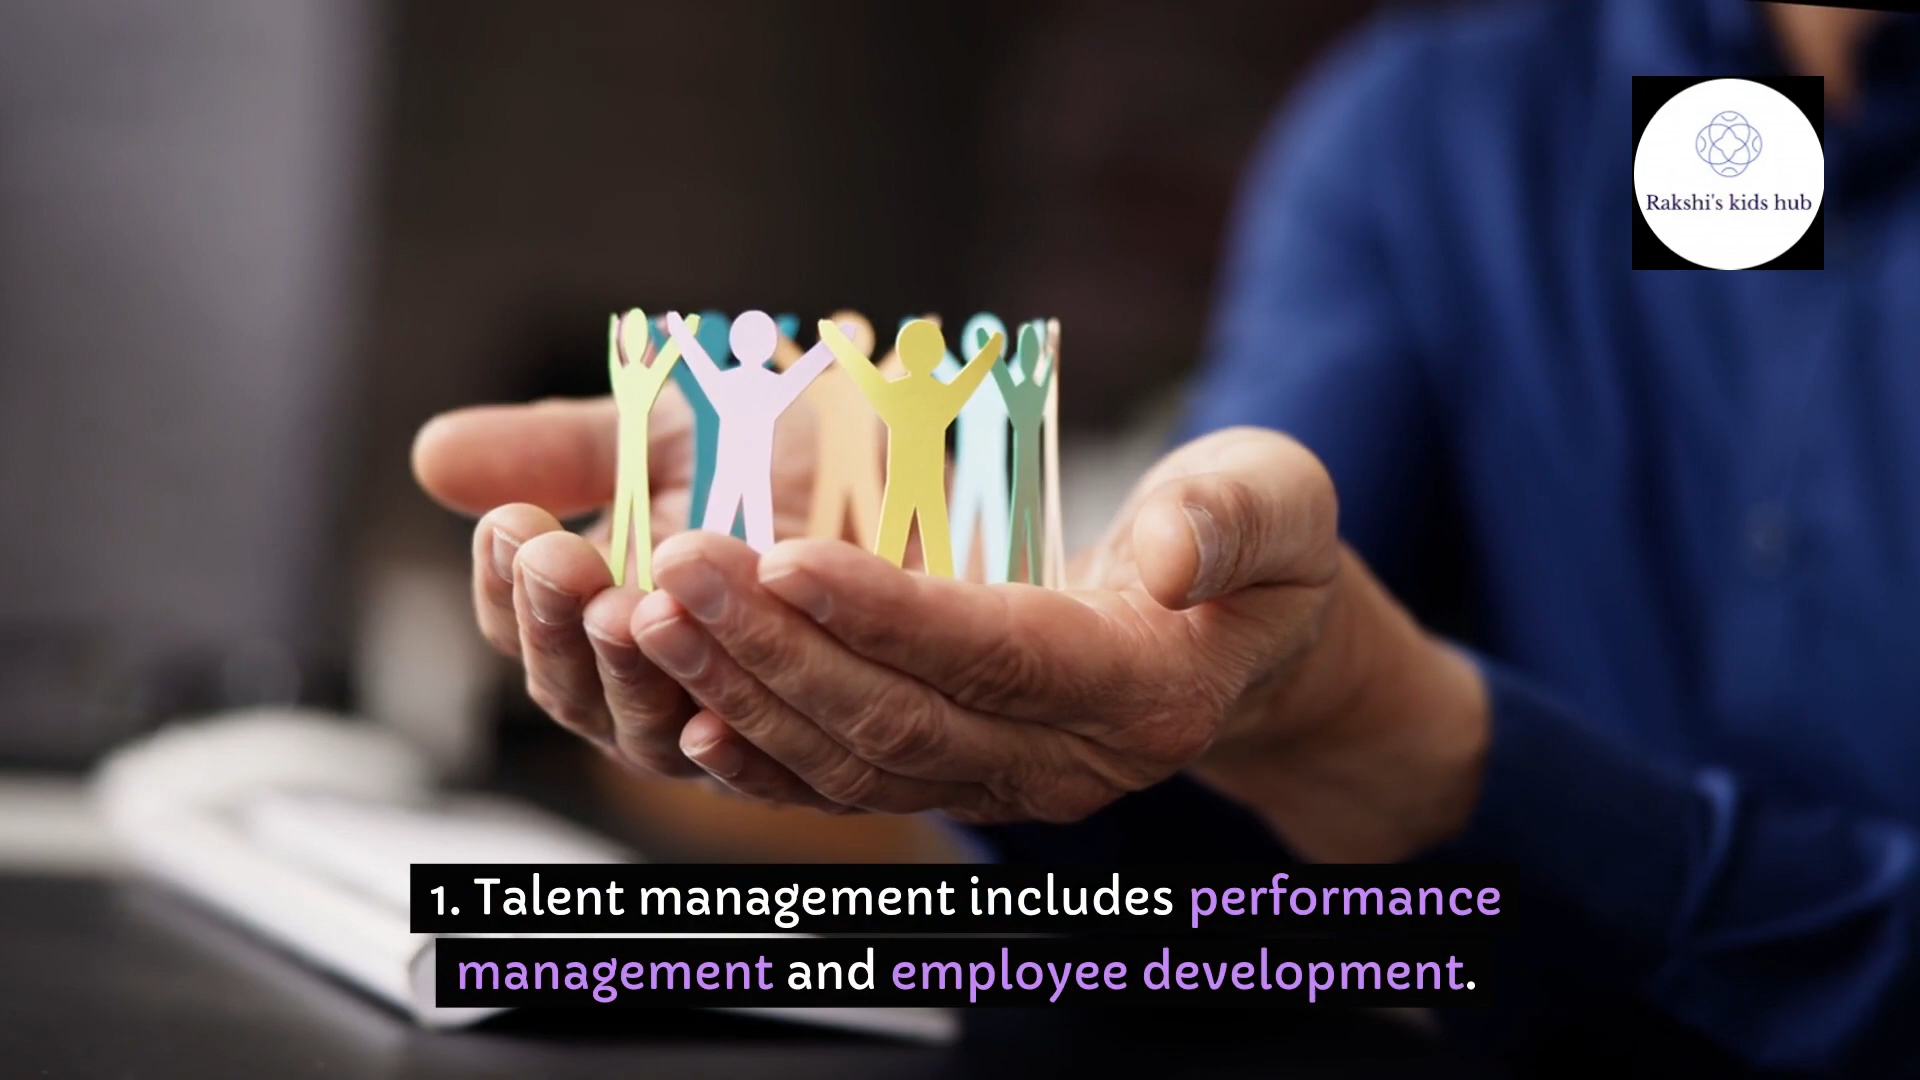 Rakshi's kids hub
1. Talent management includes performance
management and employee development.